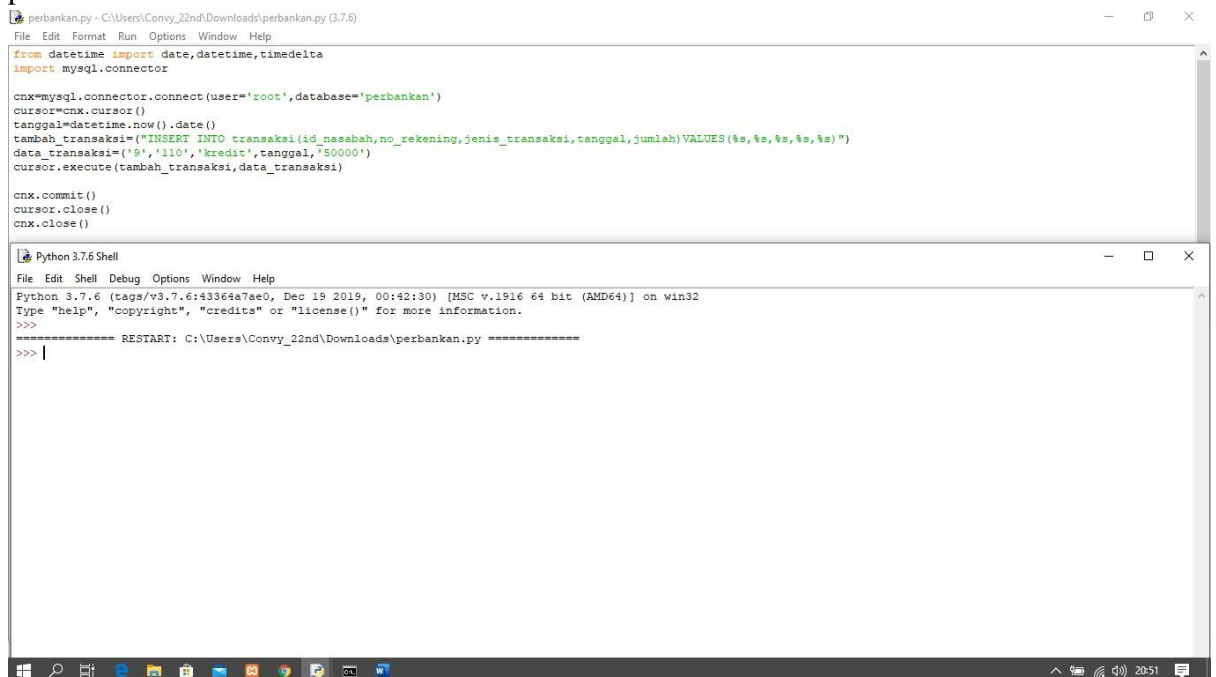 perbankan.py - C:\Users\Convy_22nd\Downloads\perbankan.py (3.7.6)
File Edit Format Run Options Window Help
from datetime import date,datetime,timedelta
import mysql.connector
cnx=mysql.connector.connect(user='root',database='perbankan')
cursor=cnx.cursor()
tanggal=datetime.now().date()
tambah_transaksi=("INSERT INTO transaksi(id_nasabah,no_rekening,jenis_transaksi,tanggal,jumlah)VALUES(%s,%s,%s,%s,%s)")
data_transaksi=('9','110','kredit',tanggal,'50000')
cursor.execute(tambah_transaksi,data_transaksi)
cnx.commit()
cursor.close()
cnx.close()
Python 3.7.6 Shell
File Edit Shell Debug Options Window Help
Python 3.7.6 (tags/v3.7.6:43364a7ae0, Dec 19 2019, 00:42:30) [MSC v.1916 64 bit (AMD64)] on win32
Type "help", "copyright", "credits" or "license()" for more information.
>>>
============== RESTART: C:\Users\Convy_22nd\Downloads\perbankan.py =============
>>>
20:51